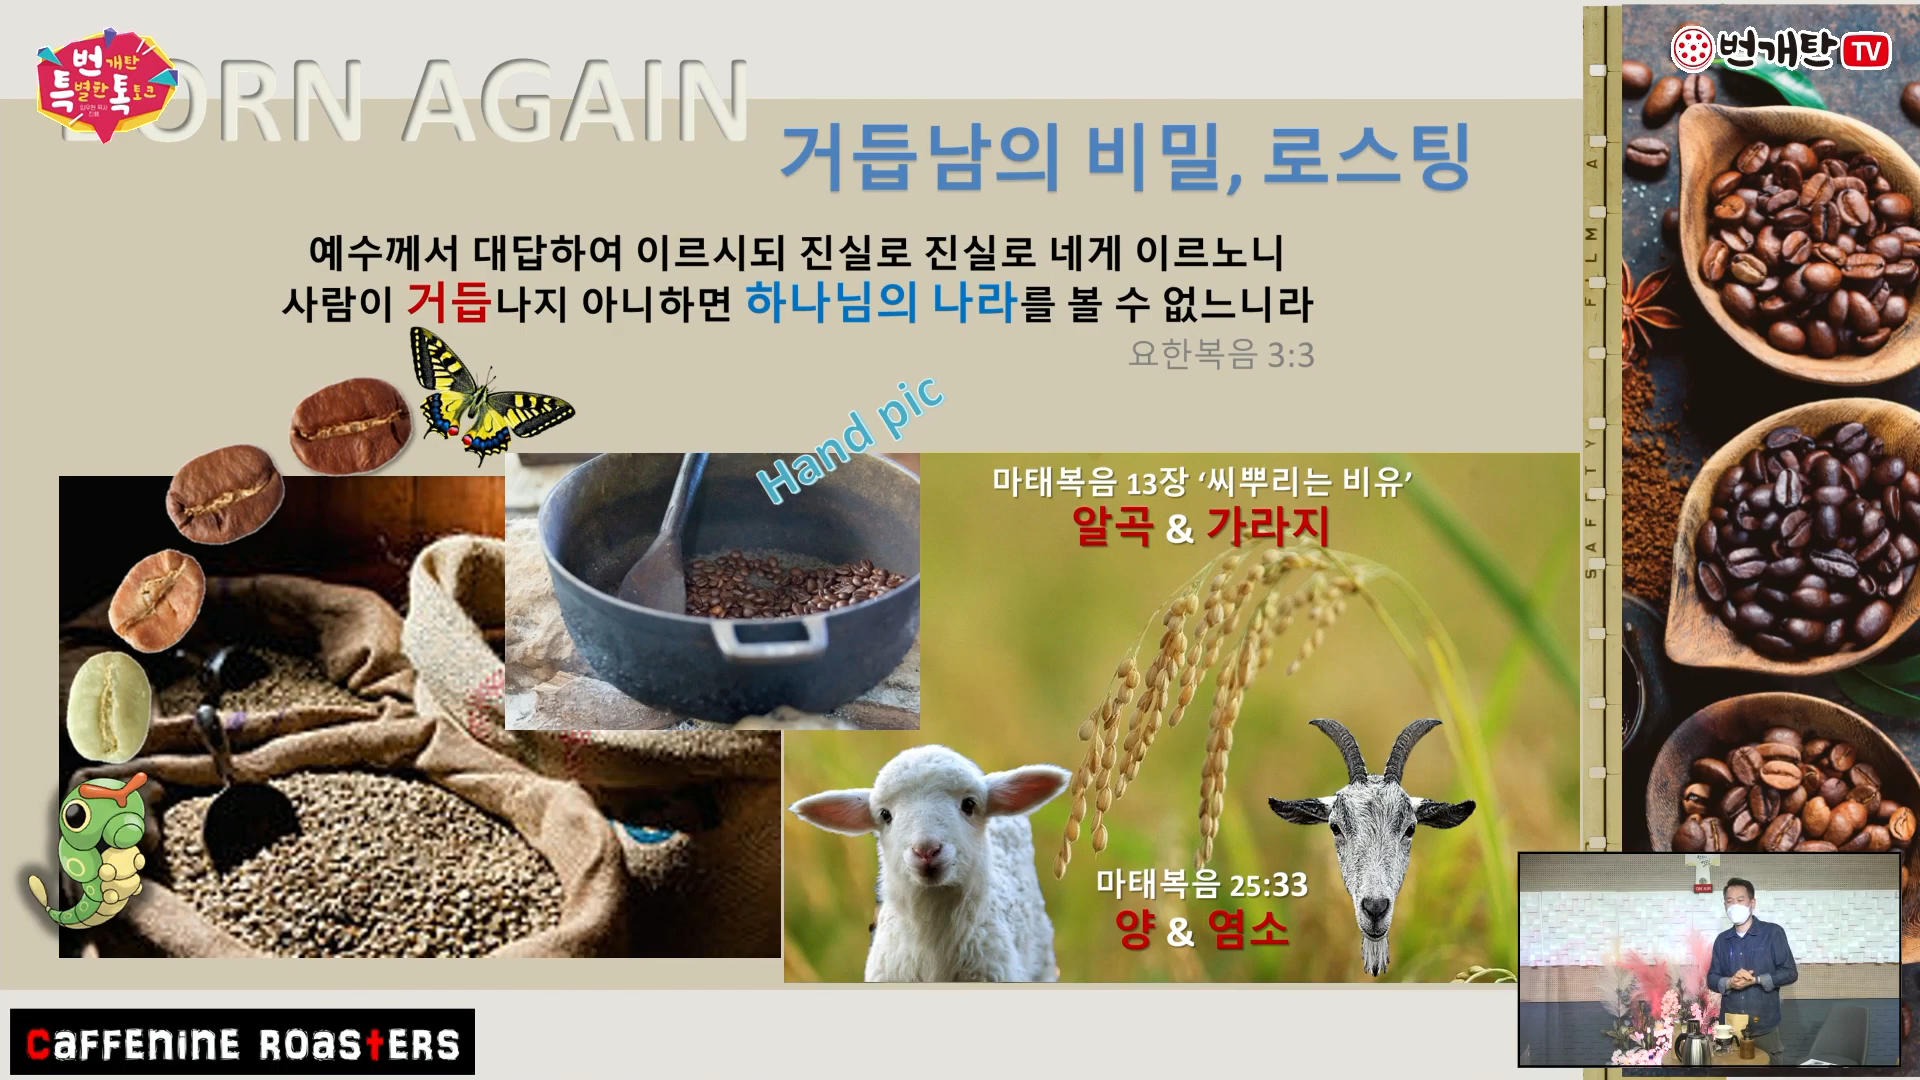 번개탄
특별한 톡토크
번개탄 TV
BORN AGAIN
거듭남의 비밀, 로스팅
예수께서 대답하여 이르시되 진실로 진실로 네게 이르노니
사람이 거듭나지 아니하면 하나님의 나라를 볼 수 없느니라
요한복음 3:3
Hand pic
마태복음 13장 ‘씨뿌리는 비유’
알곡 & 가라지
마태복음 25:33
양 & 염소
SAFETY FILM A
CAFFENINE ROASTERS